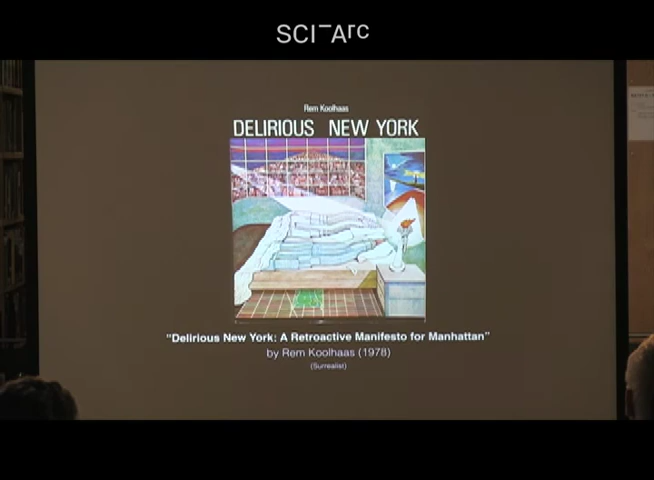 SCI-Arc
Rem Koolhaas
DELIRIOUS NEW YORK
"Delirious New York: A Retroactive Manifesto for Manhattan"
by Rem Koolhaas (1978)
(Surrealist)